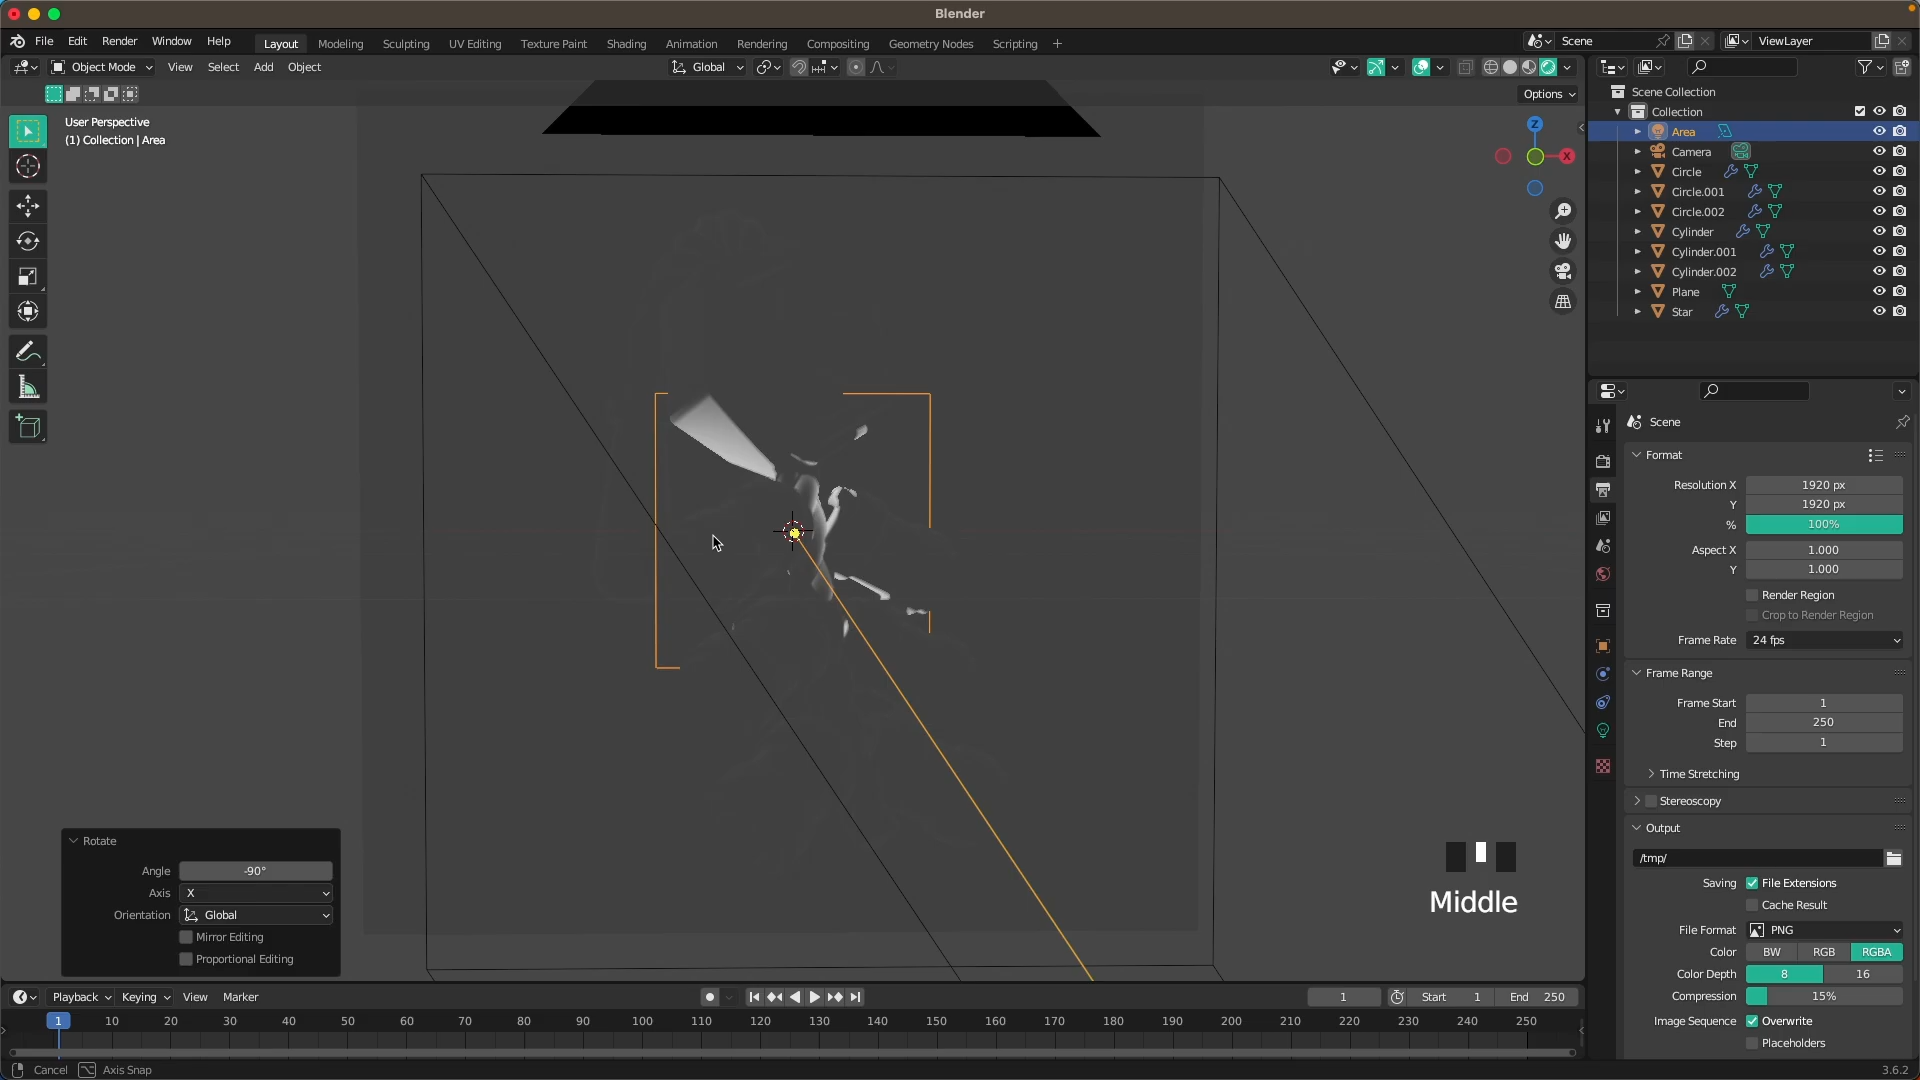 Blender
File Edit Render Window Help Layout Modeling Sculpting UV Editing Texture Paint Shading Animation Rendering Compositing Geometry Nodes Scripting + Scene ViewLayer
Object Mode View Select Add Object Global
Options
User Perspective
(1) Collection | Area
Z
X
Scene Collection
Collection
Area
Camera
Circle
Circle.001
Circle.002
Cylinder
Cylinder.001
Cylinder.002
Plane
Star
Scene
Format
Resolution X 1920 px
Y 1920 px
% 100%
Aspect X 1.000
Y 1.000
Render Region
Crop to Render Region
Frame Rate 24 fps
Frame Range
Frame Start 1
End 250
Step 1
Time Stretching
Stereoscopy
Output
/tmp/
Saving File Extensions
Cache Result
File Format PNG
Color BW RGB RGBA
Color Depth 8 16
Compression 15%
Image Sequence Overwrite
Placeholders
Rotate
Angle -90°
Axis X
Orientation Global
Mirror Editing
Proportional Editing
Middle
Playback Keying View Marker 1 Start 1 End 250
1 10 20 30 40 50 60 70 80 90 100 110 120 130 140 150 160 170 180 190 200 210 220 230 240 250
Cancel Axis Snap 3.6.2